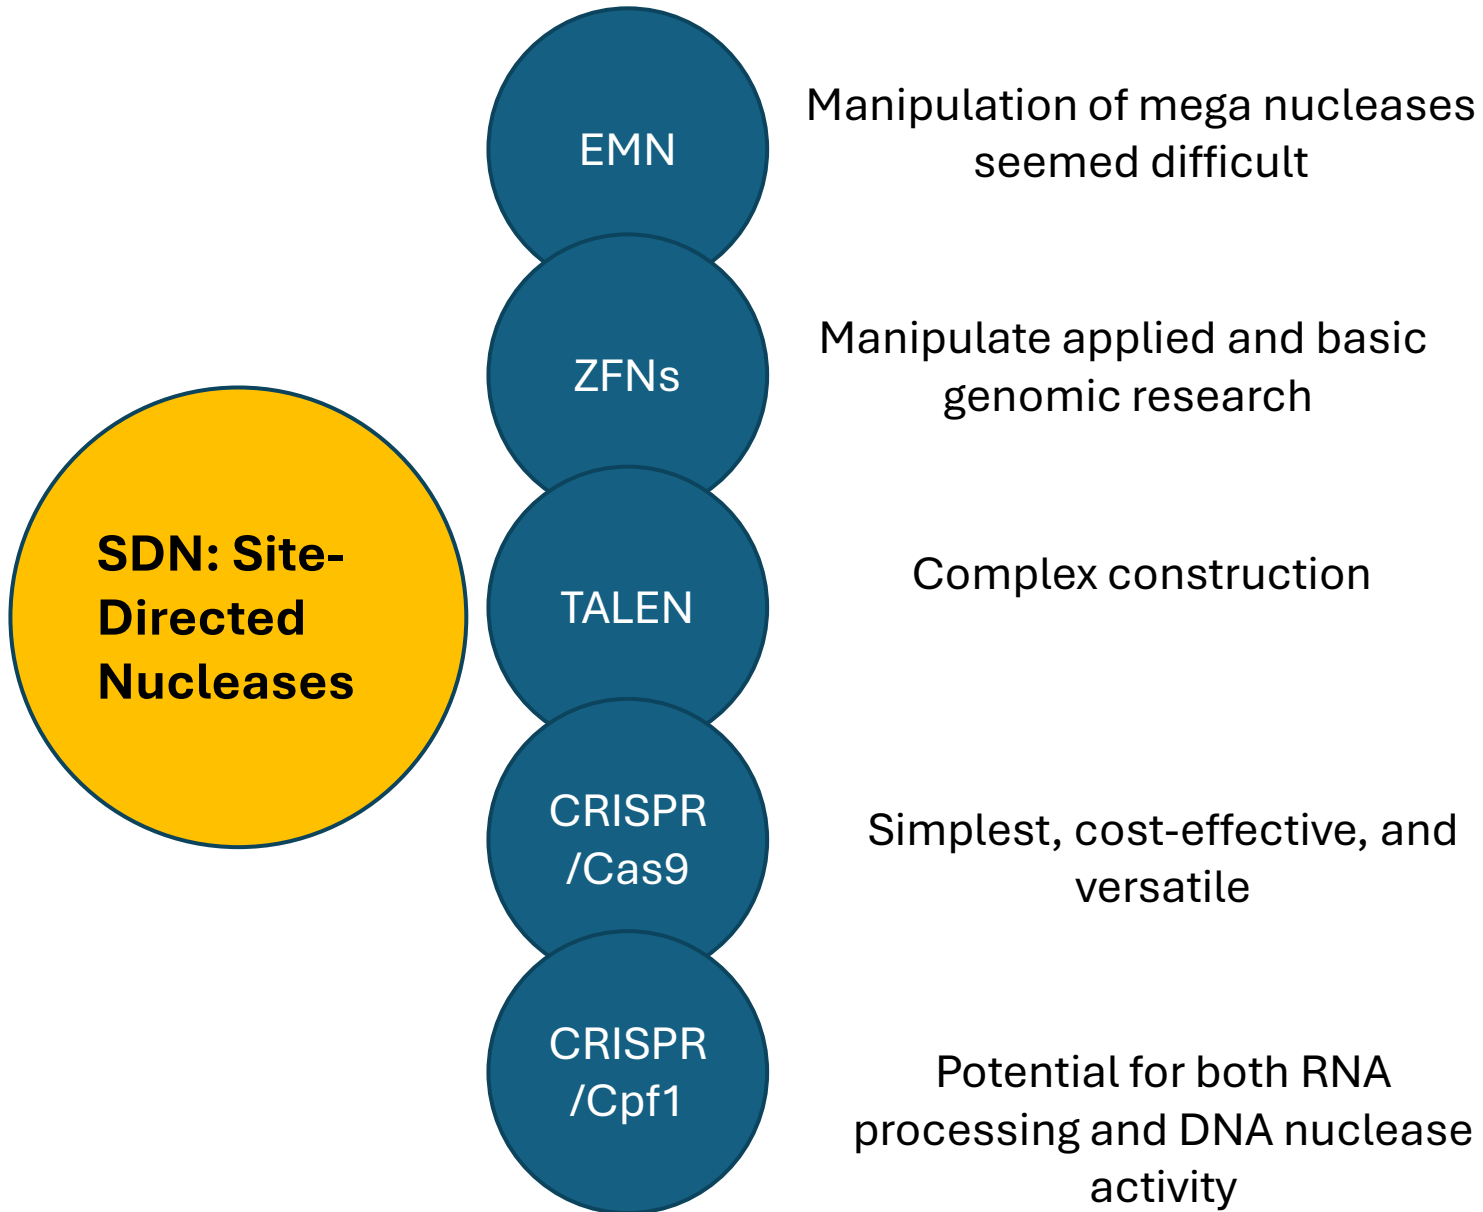 EMN
Manipulation of mega nucleases
seemed difficult
ZFNs
Manipulate applied and basic
genomic research
SDN: Site-
Directed
Nucleases
TALEN
Complex construction
CRISPR
/Cas9
Simplest, cost-effective, and
versatile
CRISPR
/Cpf1
Potential for both RNA
processing and DNA nuclease
activity